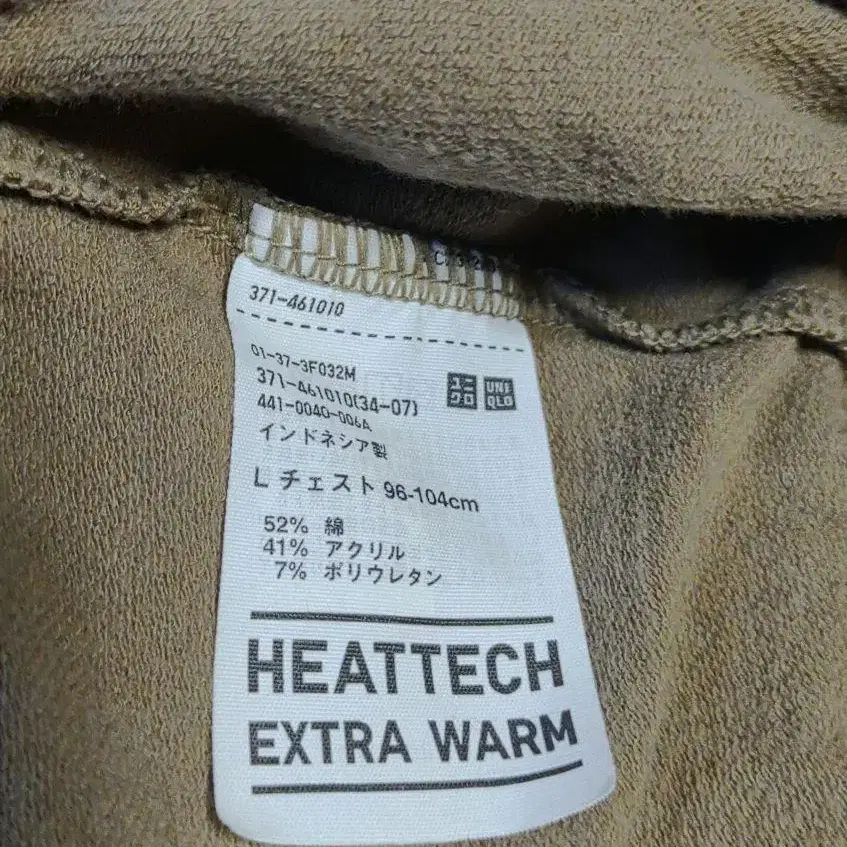 371-461010
01-37-3F032M
371-461010(34-07)
441-0040-006A
ユニ
クロ
UNI
QLO
インドネシア製
L チェスト 96-104cm
52% 綿
41% アクリル
7% ポリウレタン
HEATTECH
EXTRA WARM